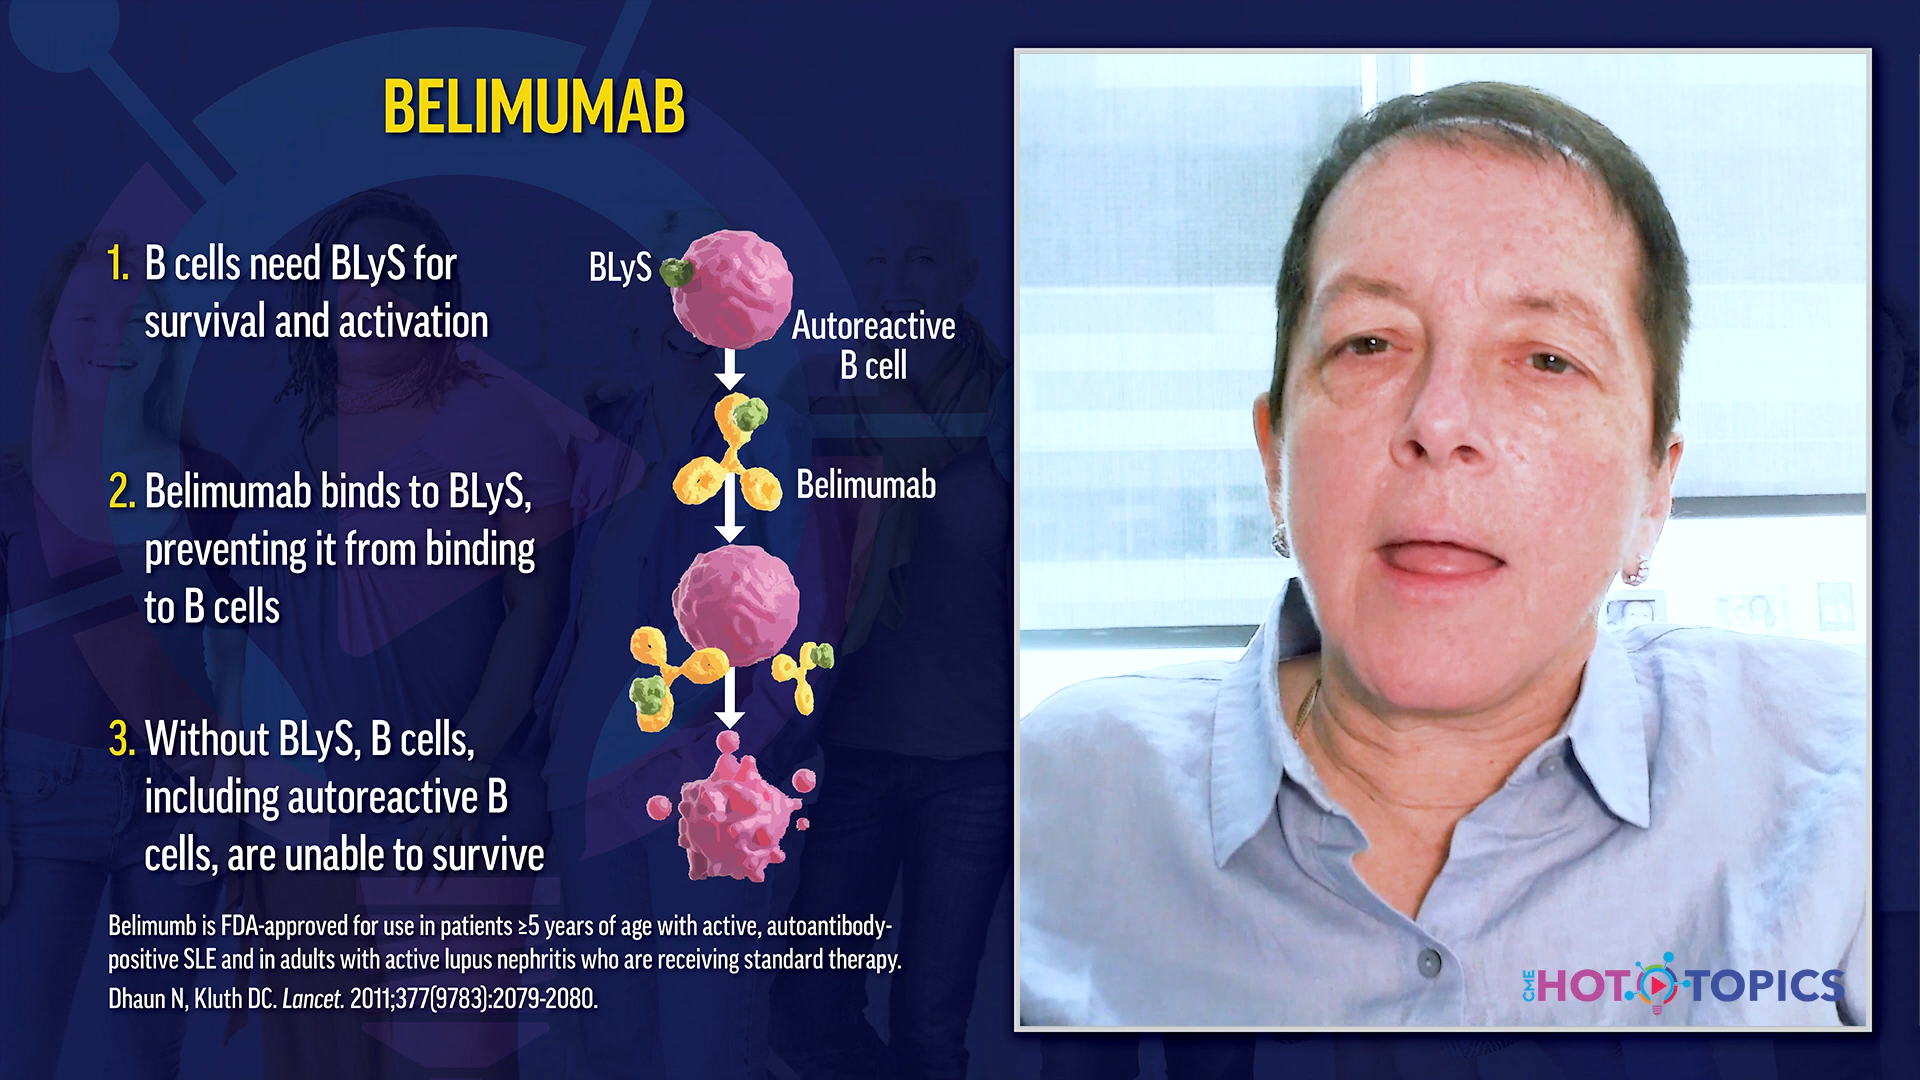 BELIMUMAB
1. B cells need BLyS for
survival and activation
BLyS
Autoreactive
B cell
2. Belimumab binds to BLyS,
preventing it from binding
to B cells
Belimumab
3. Without BLyS, B cells,
including autoreactive B
cells, are unable to survive
Belimumb is FDA-approved for use in patients ≥5 years of age with active, autoantibody-
positive SLE and in adults with active lupus nephritis who are receiving standard therapy.
Dhaun N, Kluth DC. Lancet. 2011;377(9783):2079-2080.
CME HOT TOPICS